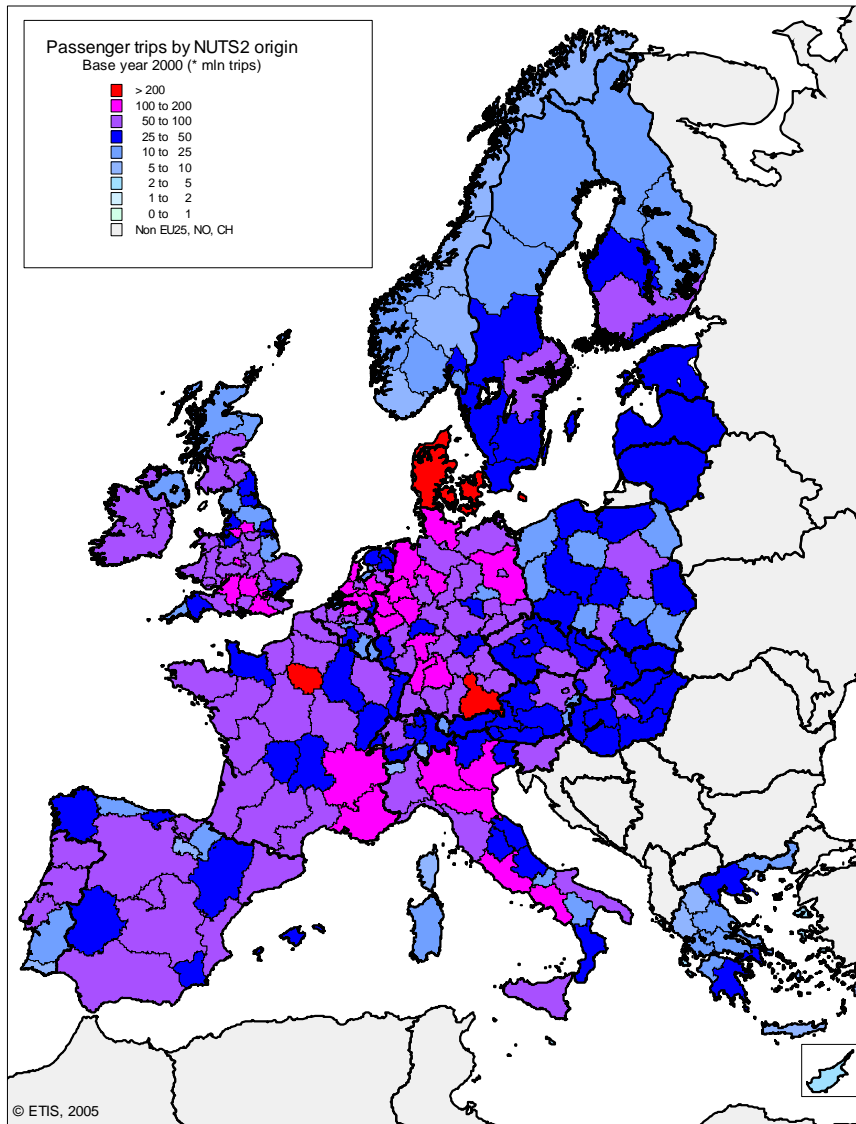 Passenger trips by NUTS2 origin
Base year 2000 (* mln trips)
> 200
100 to 200
50 to 100
25 to 50
10 to 25
5 to 10
2 to 5
1 to 2
0 to 1
Non EU25, NO, CH
© ETIS, 2005